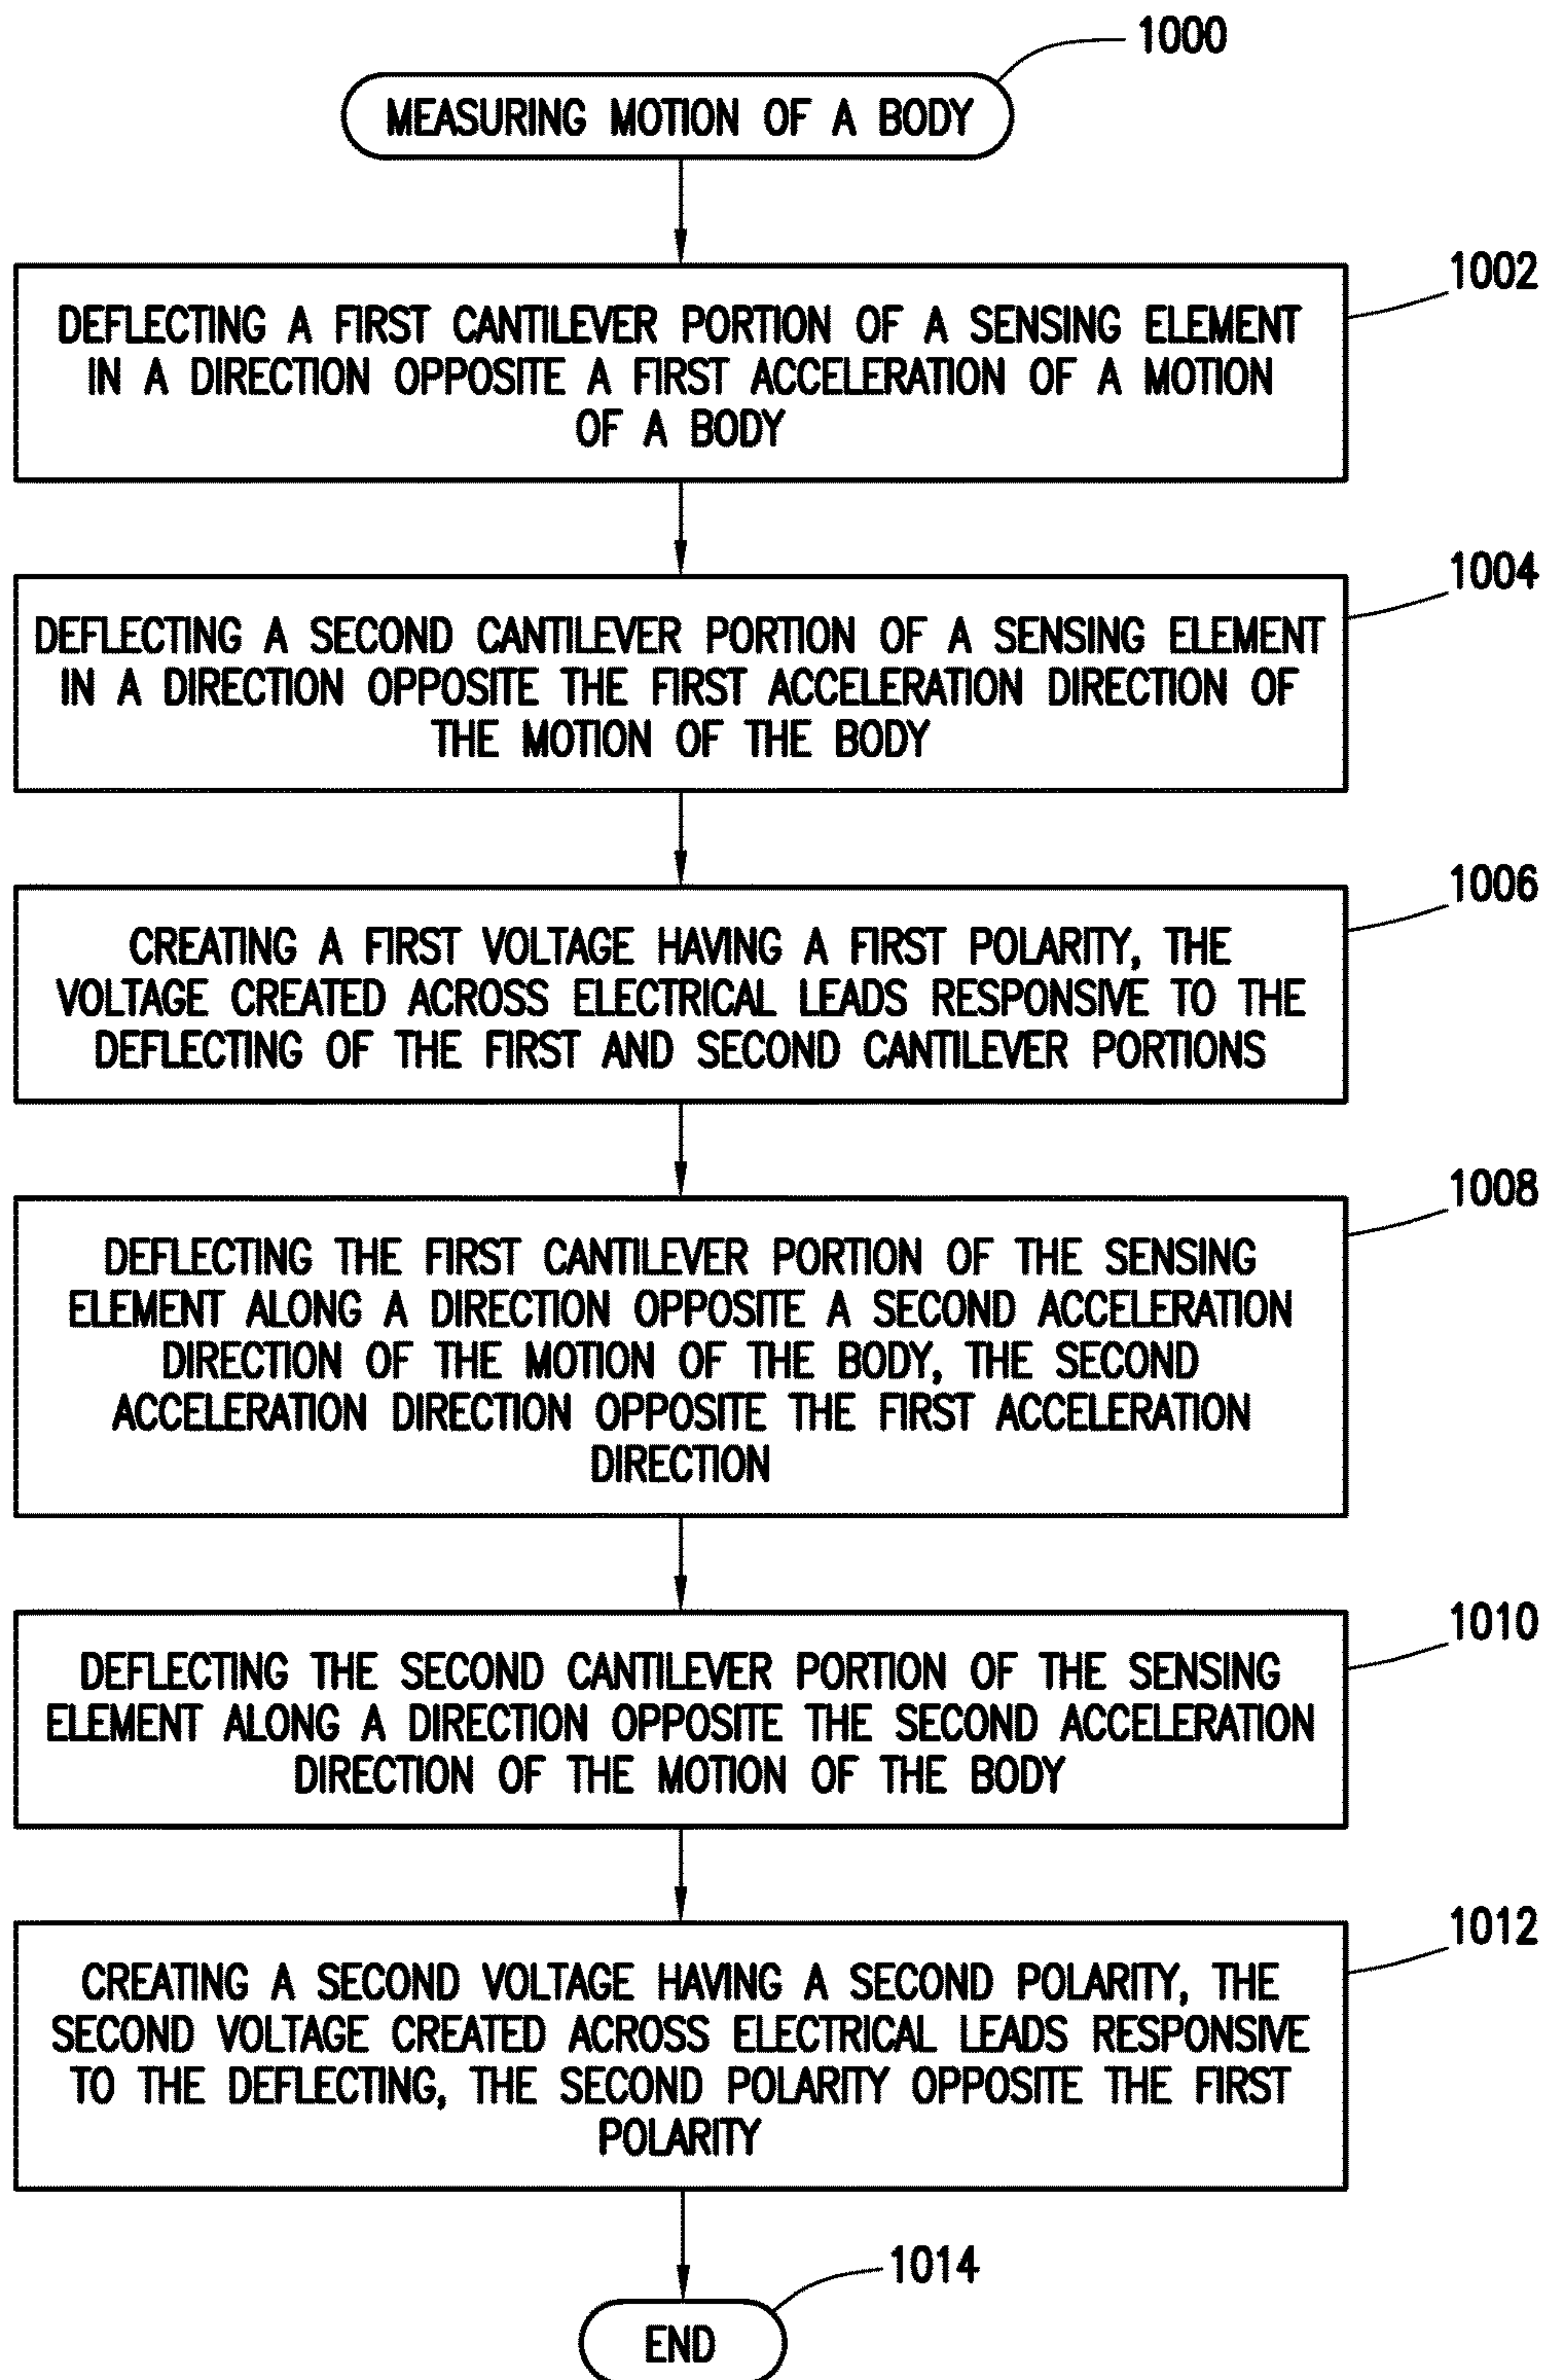 1000
MEASURING MOTION OF A BODY
1002
DEFLECTING A FIRST CANTILEVER PORTION OF A SENSING ELEMENT
IN A DIRECTION OPPOSITE A FIRST ACCELERATION OF A MOTION
OF A BODY
1004
DEFLECTING A SECOND CANTILEVER PORTION OF A SENSING ELEMENT
IN A DIRECTION OPPOSITE THE FIRST ACCELERATION DIRECTION OF
THE MOTION OF THE BODY
1006
CREATING A FIRST VOLTAGE HAVING A FIRST POLARITY, THE
VOLTAGE CREATED ACROSS ELECTRICAL LEADS RESPONSIVE TO THE
DEFLECTING OF THE FIRST AND SECOND CANTILEVER PORTIONS
1008
DEFLECTING THE FIRST CANTILEVER PORTION OF THE SENSING
ELEMENT ALONG A DIRECTION OPPOSITE A SECOND ACCELERATION
DIRECTION OF THE MOTION OF THE BODY, THE SECOND
ACCELERATION DIRECTION OPPOSITE THE FIRST ACCELERATION
DIRECTION
1010
DEFLECTING THE SECOND CANTILEVER PORTION OF THE SENSING
ELEMENT ALONG A DIRECTION OPPOSITE THE SECOND ACCELERATION
DIRECTION OF THE MOTION OF THE BODY
1012
CREATING A SECOND VOLTAGE HAVING A SECOND POLARITY, THE
SECOND VOLTAGE CREATED ACROSS ELECTRICAL LEADS RESPONSIVE
TO THE DEFLECTING, THE SECOND POLARITY OPPOSITE THE FIRST
POLARITY
1014
END